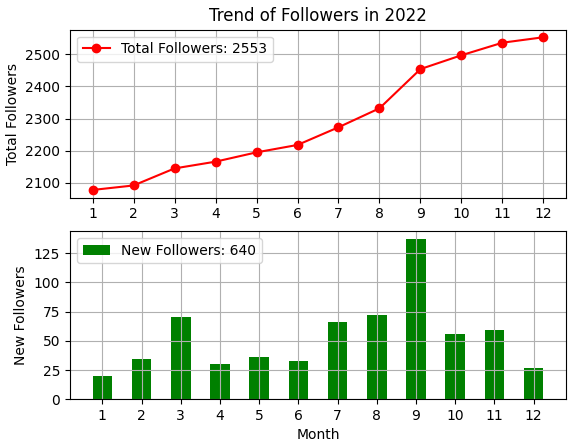 Trend of Followers in 2022
Total Followers
Total Followers: 2553
2500
2400
2300
2200
2100
1 2 3 4 5 6 7 8 9 10 11 12
New Followers
New Followers: 640
125
100
75
50
25
0
1 2 3 4 5 6 7 8 9 10 11 12
Month